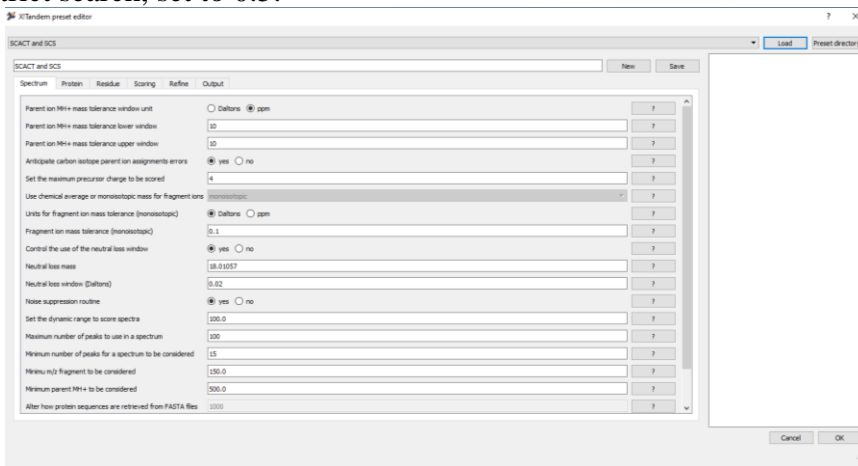 strict search, set to 0.5.
X!Tandem preset editor ? X
SCACT and SCS Load Preset directory
SCACT and SCS New Save
Spectrum Protein Residue Scoring Refine Output
Parent ion MH+ mass tolerance window unit Daltons ppm ?
Parent ion MH+ mass tolerance lower window 10 ?
Parent ion MH+ mass tolerance upper window 10 ?
Anticipate carbon isotope parent ion assignments errors yes no ?
Set the maximum precursor charge to be scored 4 ?
Use chemical average or monoisotopic mass for fragment ions monoisotopic ?
Units for fragment ion mass tolerance (monoisotopic) Daltons ppm ?
Fragment ion mass tolerance (monoisotopic) 0.1 ?
Control the use of the neutral loss window yes no ?
Neutral loss mass 18.01057 ?
Neutral loss window (Daltons) 0.02 ?
Noise suppression routine yes no ?
Set the dynamic range to score spectra 100.0 ?
Maximum number of peaks to use in a spectrum 100 ?
Minimum number of peaks for a spectrum to be considered 15 ?
Minimu m/z fragment to be considered 150.0 ?
Minimum parent MH+ to be considered 500.0 ?
Alter how protein sequences are retrieved from FASTA files 1000 ?
Cancel OK